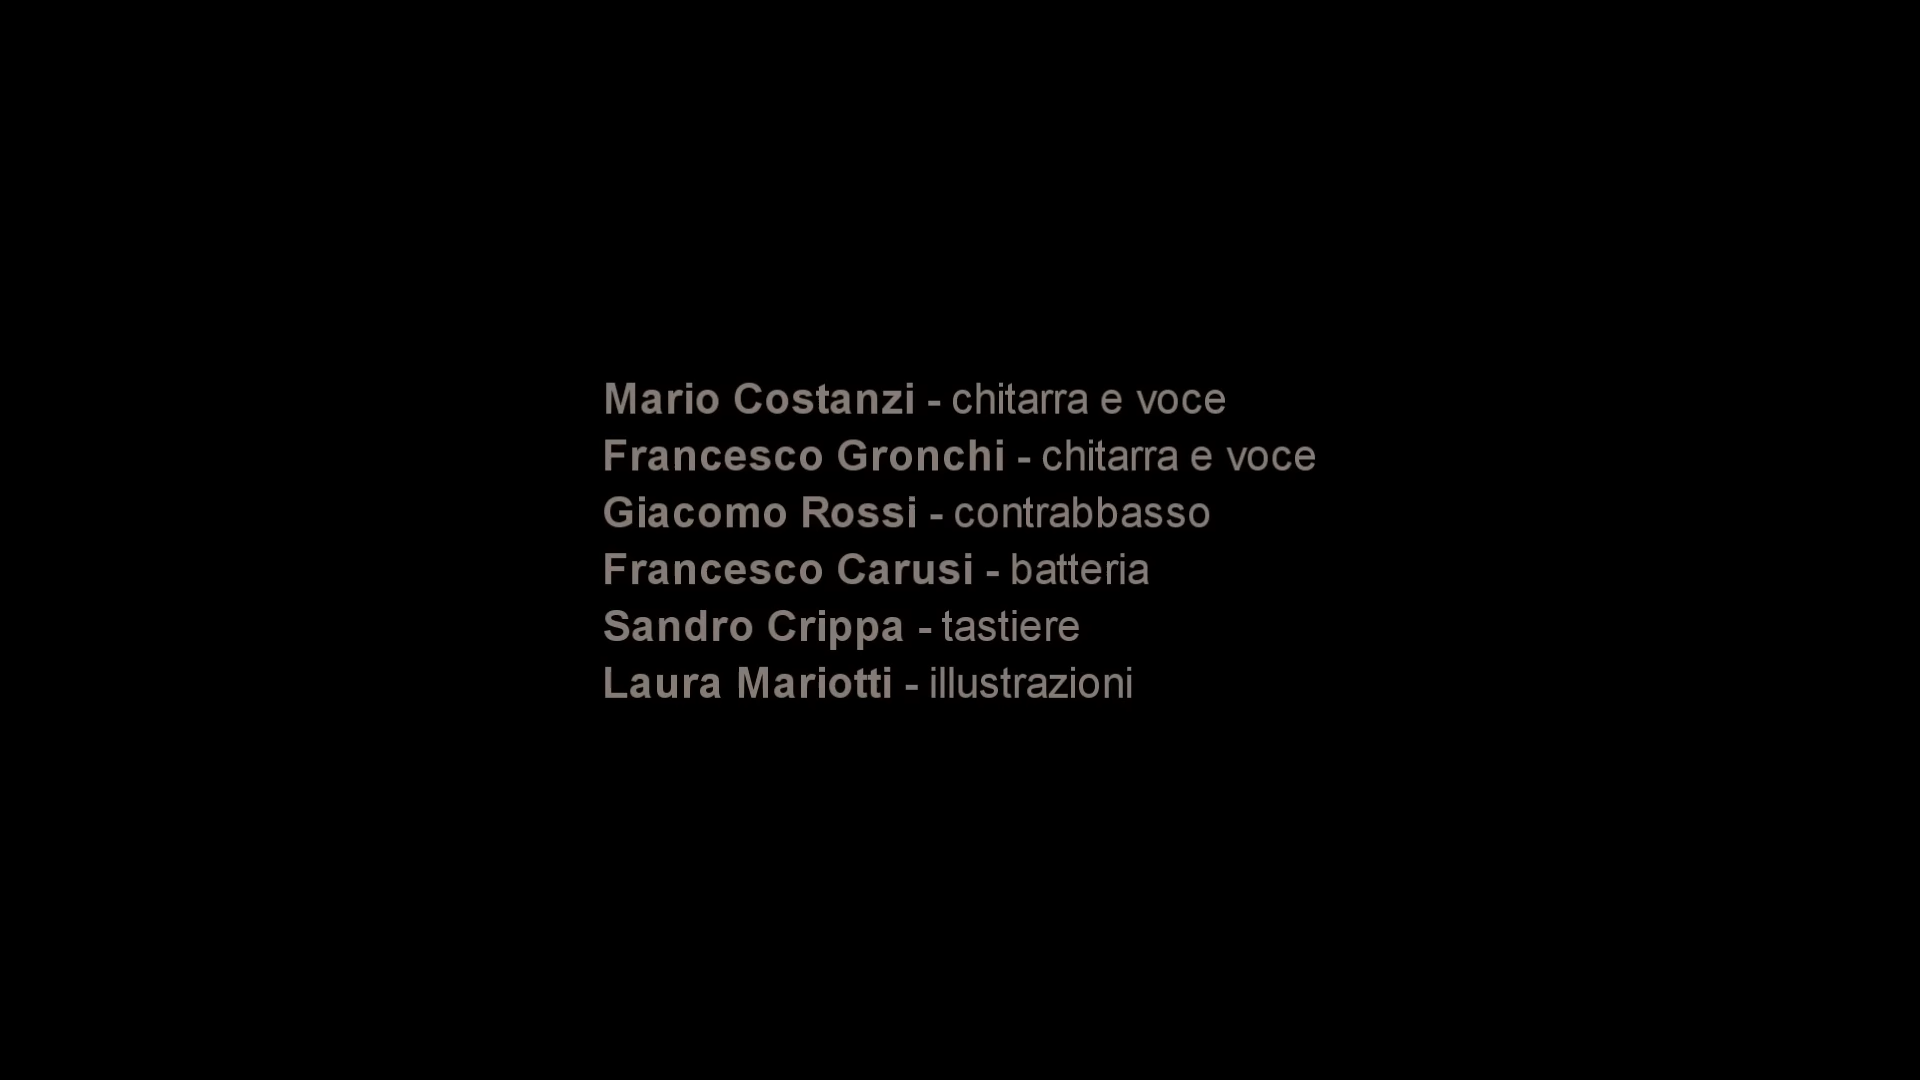 Mario Costanzi - chitarra e voce
Francesco Gronchi - chitarra e voce
Giacomo Rossi - contrabbasso
Francesco Carusi - batteria
Sandro Crippa - tastiere
Laura Mariotti - illustrazioni